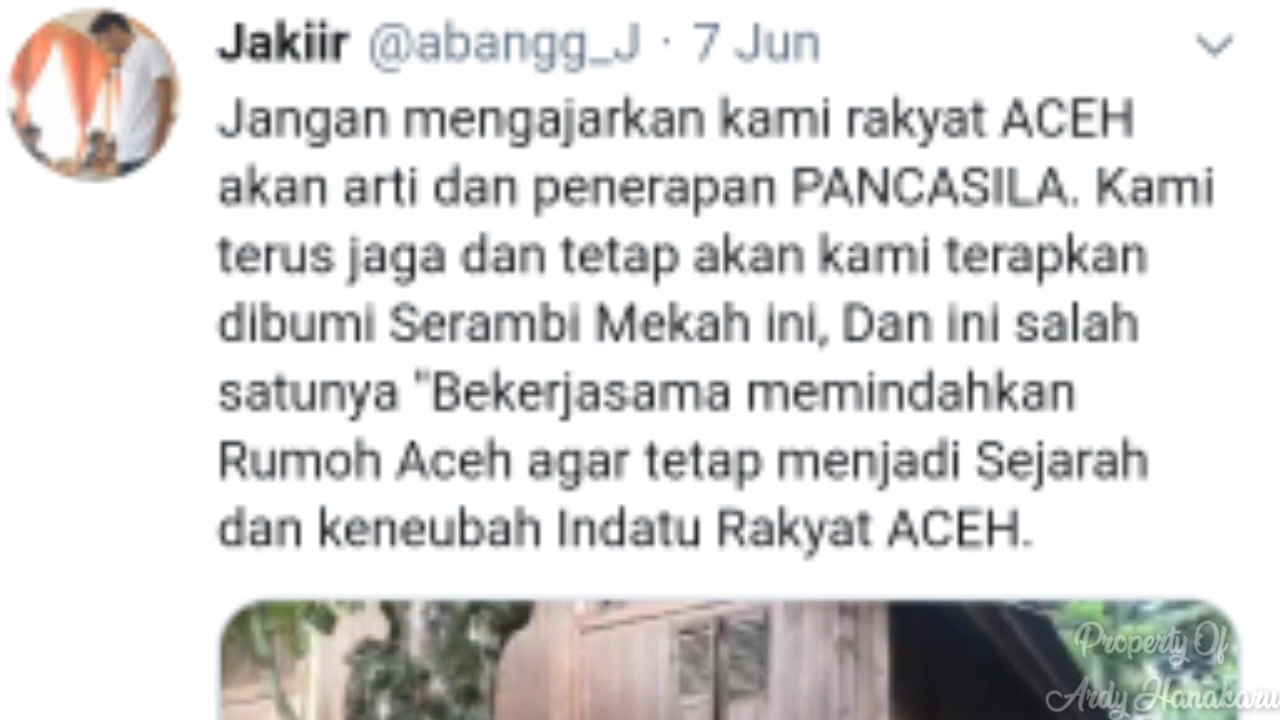 Jakiir @abangg_J · 7 Jun
Jangan mengajarkan kami rakyat ACEH
akan arti dan penerapan PANCASILA. Kami
terus jaga dan tetap akan kami terapkan
dibumi Serambi Mekah ini, Dan ini salah
satunya "Bekerjasama memindahkan
Rumoh Aceh agar tetap menjadi Sejarah
dan keneubah Indatu Rakyat ACEH.
Property Of
Ardy Hanakaru